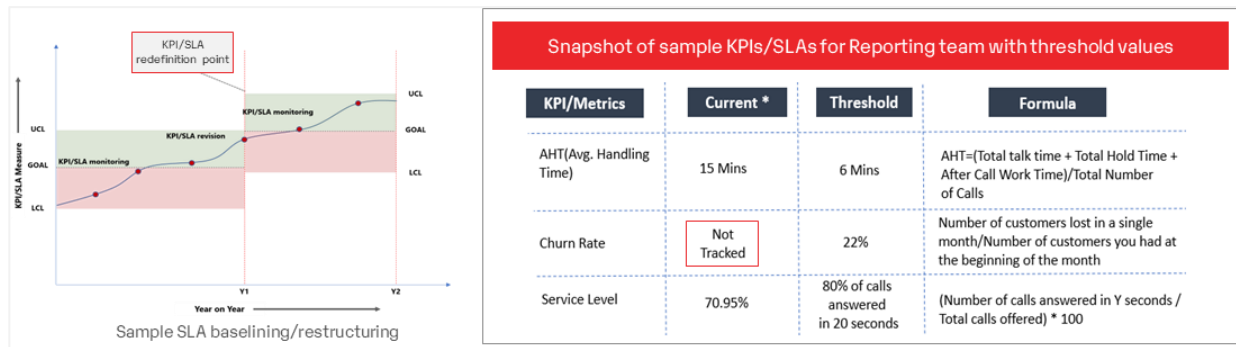 KPI/SLA
redefinition point
UCL
KPI/SLA monitoring
UCL
KPI/SLA revision
GOAL
KPI/SLA monitoring
GOAL
LCL
LCL
KPI/SLA Measure
Y1
Y2
Year on Year
Sample SLA baselining/restructuring
Snapshot of sample KPIs/SLAs for Reporting team with threshold values
KPI/Metrics
Current *
Threshold
Formula
AHT(Avg. Handling
Time)
15 Mins
6 Mins
AHT=(Total talk time + Total Hold Time +
After Call Work Time)/Total Number
of Calls
Churn Rate
Not
Tracked
22%
Number of customers lost in a single
month/Number of customers you had at
the beginning of the month
Service Level
70.95%
80% of calls
answered
in 20 seconds
(Number of calls answered in Y seconds /
Total calls offered) * 100